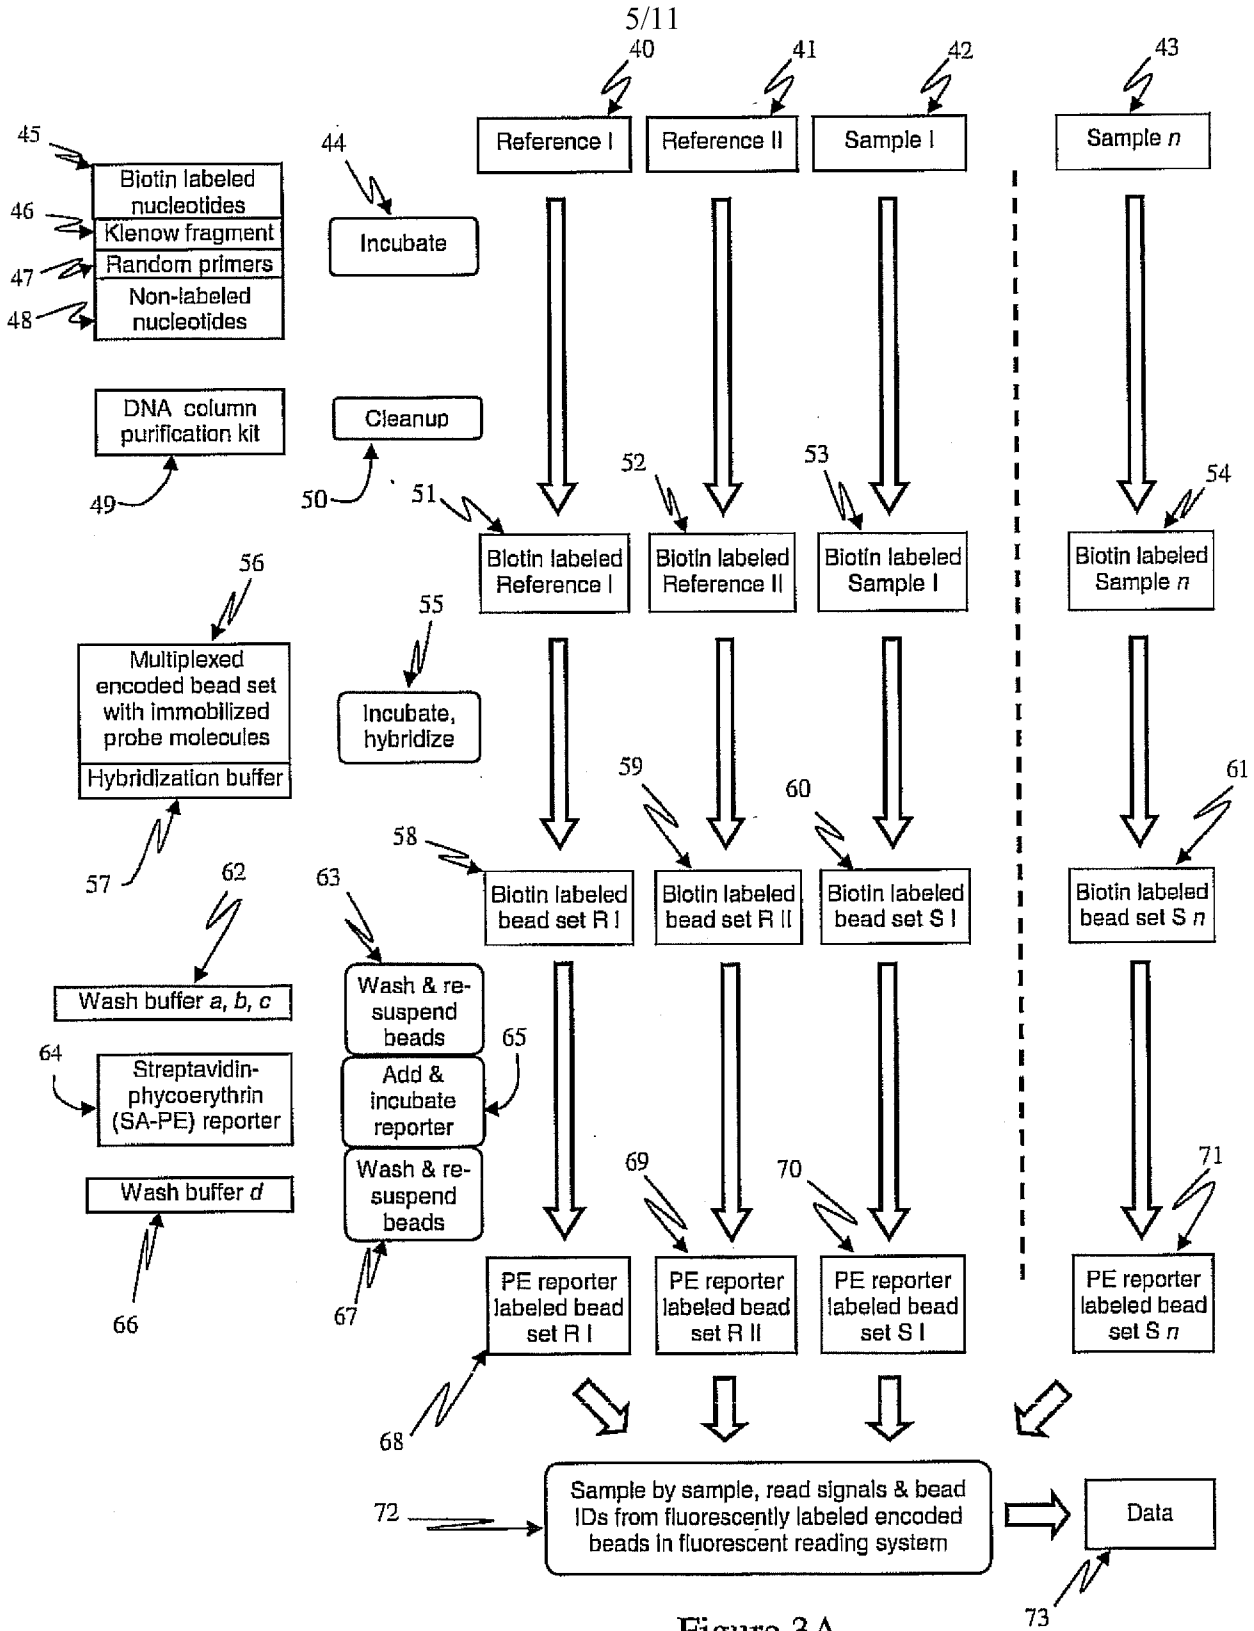 5/11
40
41
42
43
Reference I
Reference II
Sample I
Sample n
45
44
Biotin labeled
nucleotides
46
Klenow fragment
Incubate
47
Random primers
48
Non-labeled
nucleotides
DNA column
purification kit
Cleanup
49
50
51
52
53
54
Biotin labeled
Reference I
Biotin labeled
Reference II
Biotin labeled
Sample I
Biotin labeled
Sample n
56
55
Multiplexed
encoded bead set
with immobilized
probe molecules
Hybridization buffer
Incubate,
hybridize
57
58
59
60
61
Biotin labeled
bead set R I
Biotin labeled
bead set R II
Biotin labeled
bead set S I
Biotin labeled
bead set S n
62
63
Wash buffer a, b, c
Wash & re-
suspend
beads
64
65
Streptavidin-
phycoerythrin
(SA-PE) reporter
Add &
incubate
reporter
Wash buffer d
Wash & re-
suspend
beads
66
67
68
69
70
71
PE reporter
labeled bead
set R I
PE reporter
labeled bead
set R II
PE reporter
labeled bead
set S I
PE reporter
labeled bead
set S n
72
Sample by sample, read signals & bead
IDs from fluorescently labeled encoded
beads in fluorescent reading system
Data
73
Figure 3A